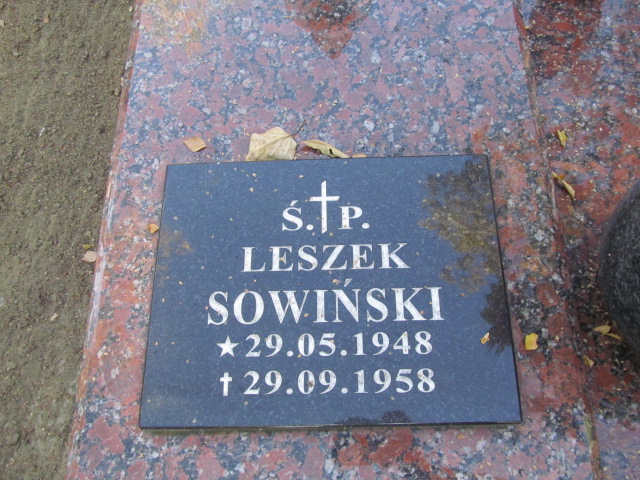 Ś.†P.
LESZEK
SOWIŃSKI
★29.05.1948
†29.09.1958